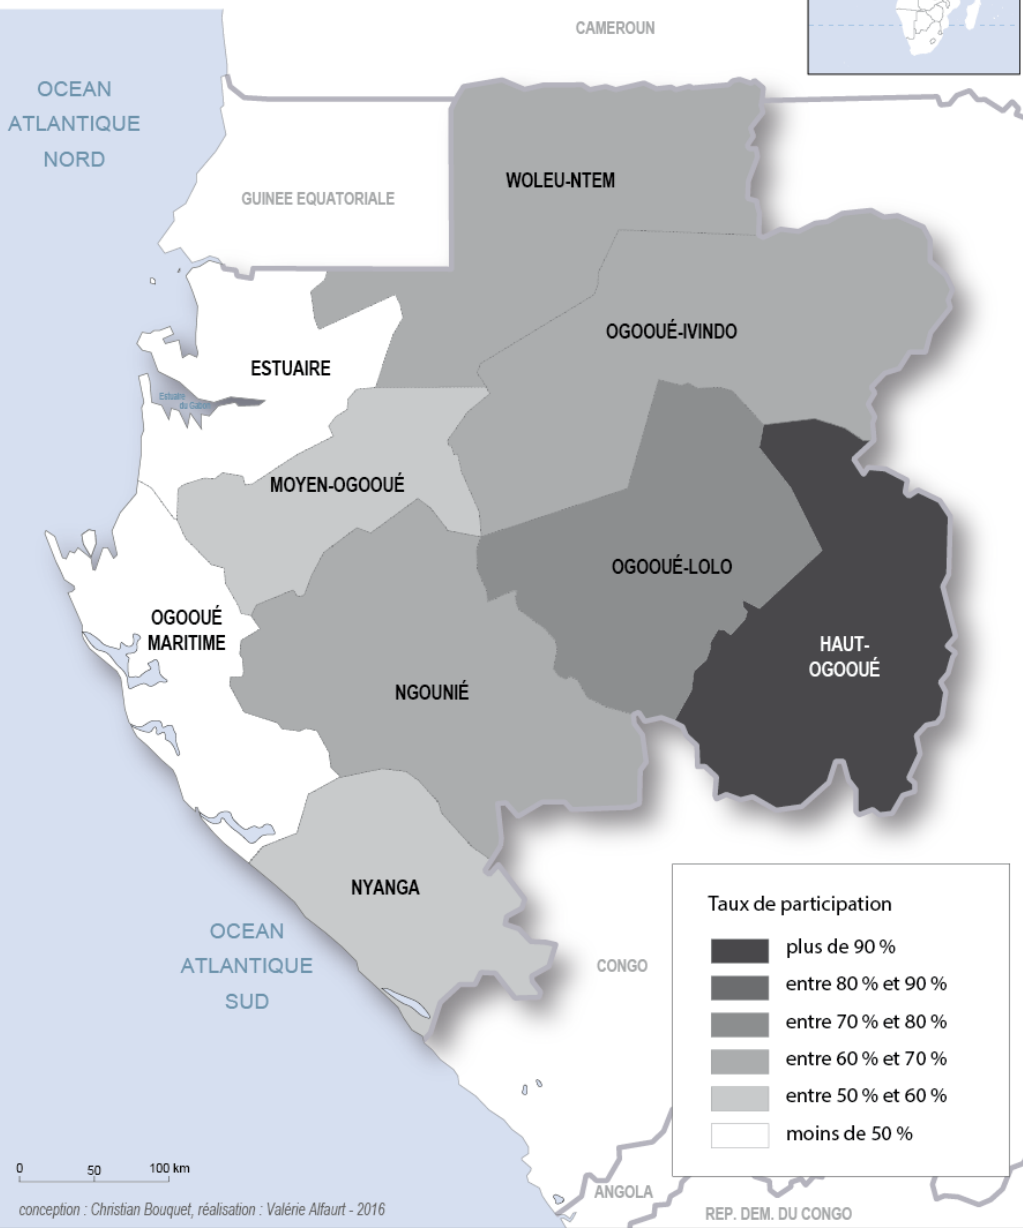 CAMEROUN
OCEAN
ATLANTIQUE
NORD
WOLEU-NTEM
GUINEE EQUATORIALE
OGOOUÉ-IVINDO
ESTUAIRE
Estuaire
du Gabon
MOYEN-OGOOUÉ
OGOOUÉ-LOLO
OGOOUÉ
MARITIME
HAUT-
OGOOUÉ
NGOUNIÉ
NYANGA
OCEAN
ATLANTIQUE
SUD
CONGO
Taux de participation
plus de 90 %
entre 80 % et 90 %
entre 70 % et 80 %
entre 60 % et 70 %
entre 50 % et 60 %
moins de 50 %
0 50 100 km
ANGOLA
REP. DEM. DU CONGO
conception : Christian Bouquet, réalisation : Valérie Alfaurt - 2016